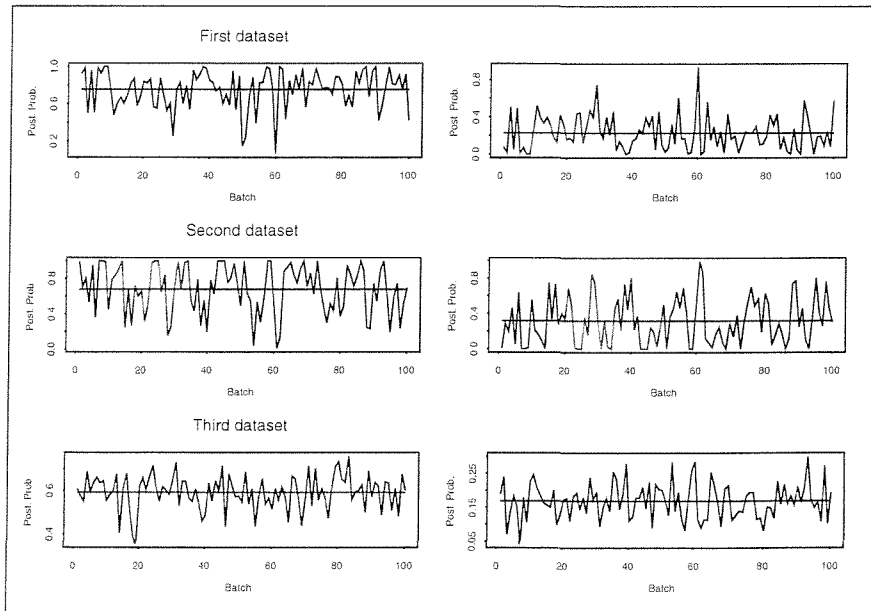 First dataset
Post. Prob.
1.0
0.6
0.2
0 20 40 60 80 100
Batch
Post. Prob.
0.8
0.4
0.0
0 20 40 60 80 100
Batch
Second dataset
Post. Prob.
0.8
0.4
0.0
0 20 40 60 80 100
Batch
Post. Prob.
0.8
0.4
0.0
0 20 40 60 80 100
Batch
Third dataset
Post. Prob.
0.6
0.4
0 20 40 60 80 100
Batch
Post. Prob.
0.25
0.15
0.05
0 20 40 60 80 100
Batch